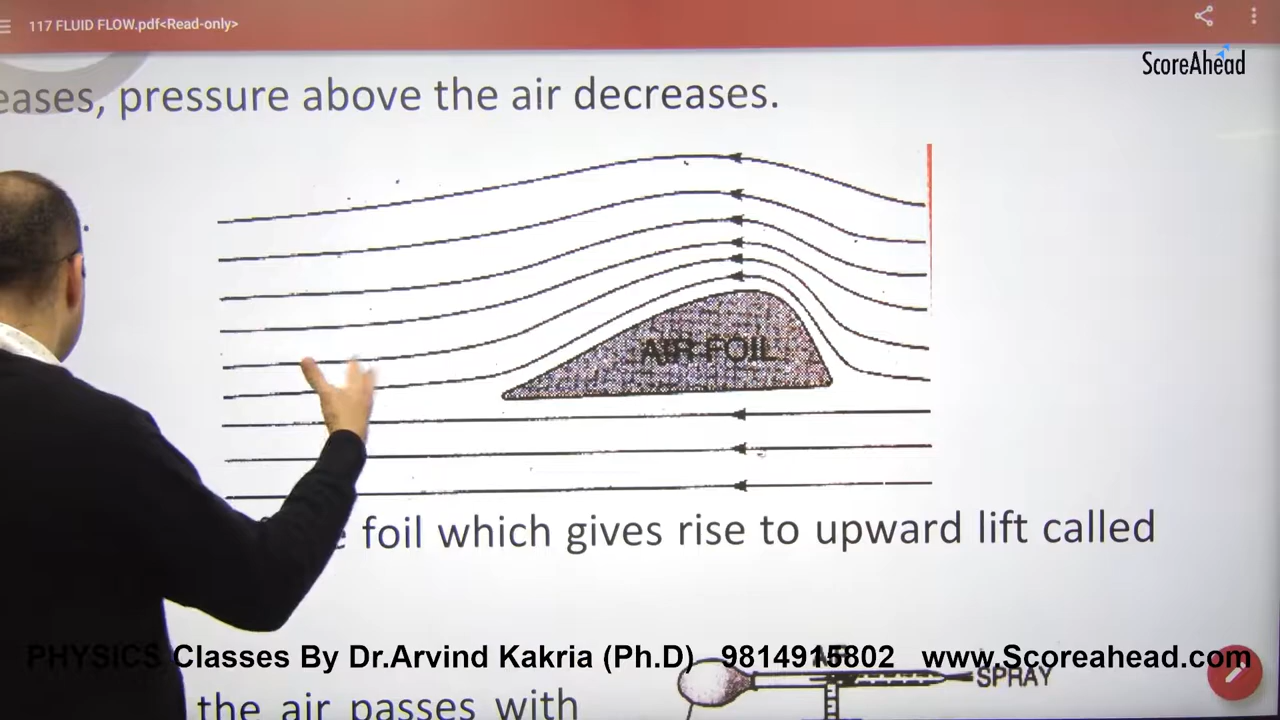 117 FLUID FLOW.pdf<Read-only>
ScoreAhead
eases, pressure above the air decreases.
AIR FOIL
foil which gives rise to upward lift called
PHYSICS Classes By Dr.Arvind Kakria (Ph.D) 9814915802 www.Scoreahead.com
SPRAY
the air passes with